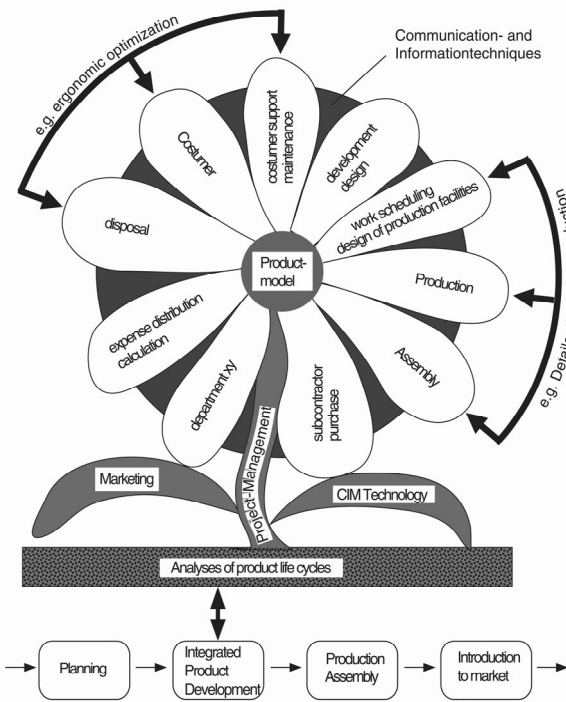 Communication- and
Informationtechniques
e.g. ergonomic optimization
Costumer
costumer support
maintenance
development
design
work scheduling
design of production facilities
disposal
Product-
model
Production
e.g. Details
expense distribution
calculation
department xy
subcontractor
purchase
Assembly
Project-Management
Marketing
CIM Technology
Analyses of product life cycles
Planning
Integrated
Product
Development
Production
Assembly
Introduction
to market